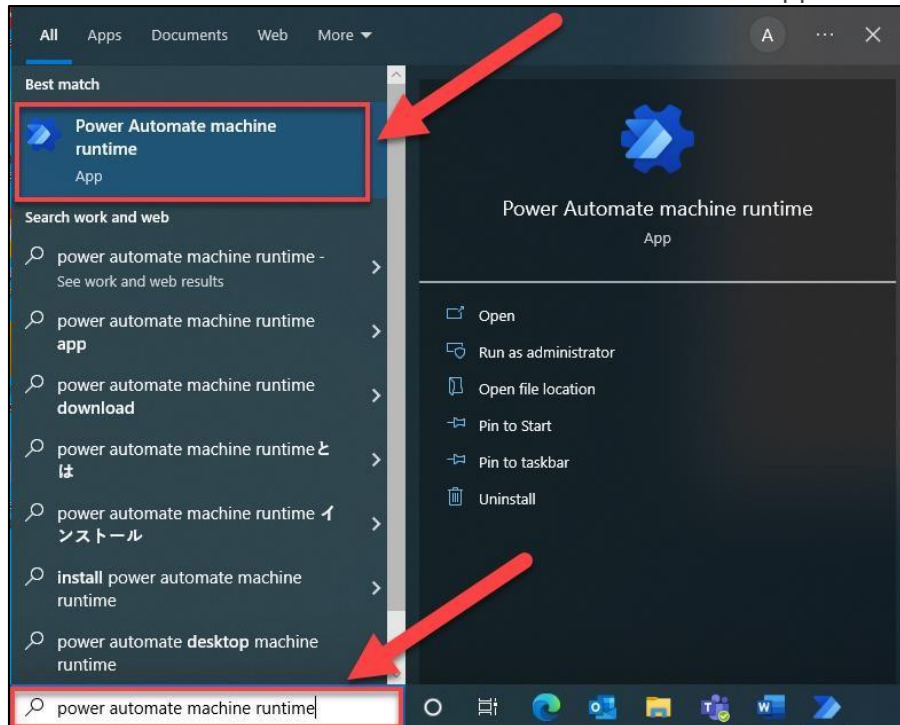 All Apps Documents Web More A
Best match
Power Automate machine
runtime
App
Search work and web
power automate machine runtime -
See work and web results
power automate machine runtime
app
power automate machine runtime
download
power automate machine runtimeと
は
power automate machine runtime イ
ンストール
install power automate machine
runtime
power automate desktop machine
runtime
power automate machine runtime
Power Automate machine runtime
App
Open
Run as administrator
Open file location
Pin to Start
Pin to taskbar
Uninstall